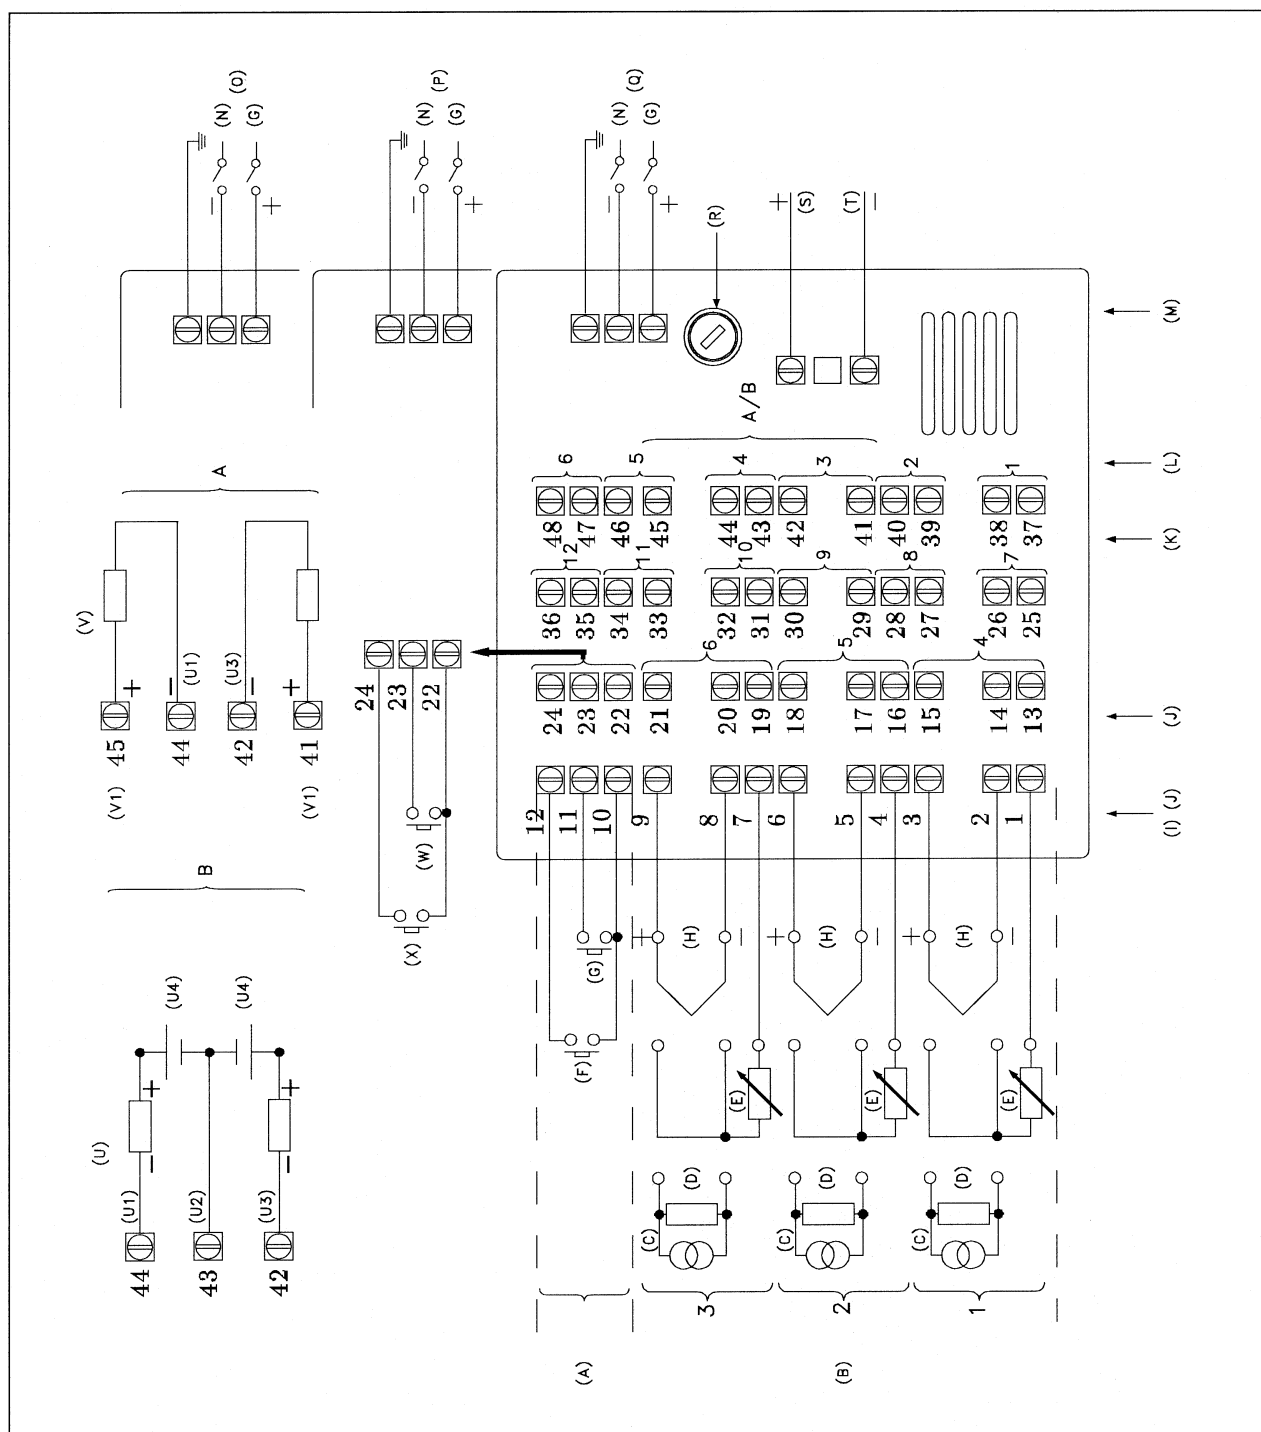 (N) (O)
(G)
− +
(N) (P)
(G)
− +
(N) (Q)
(G)
− +
(R)
+ (S)
(T) −
(M)
A
(V)
(V1) 45 +
44 − (U1)
42 − (U3)
(V1) 41 +
B
(U)
(U4)
(U4)
44 (U1) − +
43 (U2)
42 (U3) − +
24
23
22
(W)
(X)
A/B
6 5 4 3 2 1
48 47 46 45 44 43 42 41 40 39 38 37
(L)
12 11 10 9 8 7
36 35 34 33 32 31 30 29 28 27 26 25
(K)
6 5 4
24 23 22 21 20 19 18 17 16 15 14 13
(J)
12 11 10 9 8 7 6 5 4 3 2 1
(I) (J)
(G)
(F)
+ (H) −
+ (H) −
+ (H) −
(E)
(E)
(E)
(C) (D)
(C) (D)
(C) (D)
3 2 1
(A)
(B)